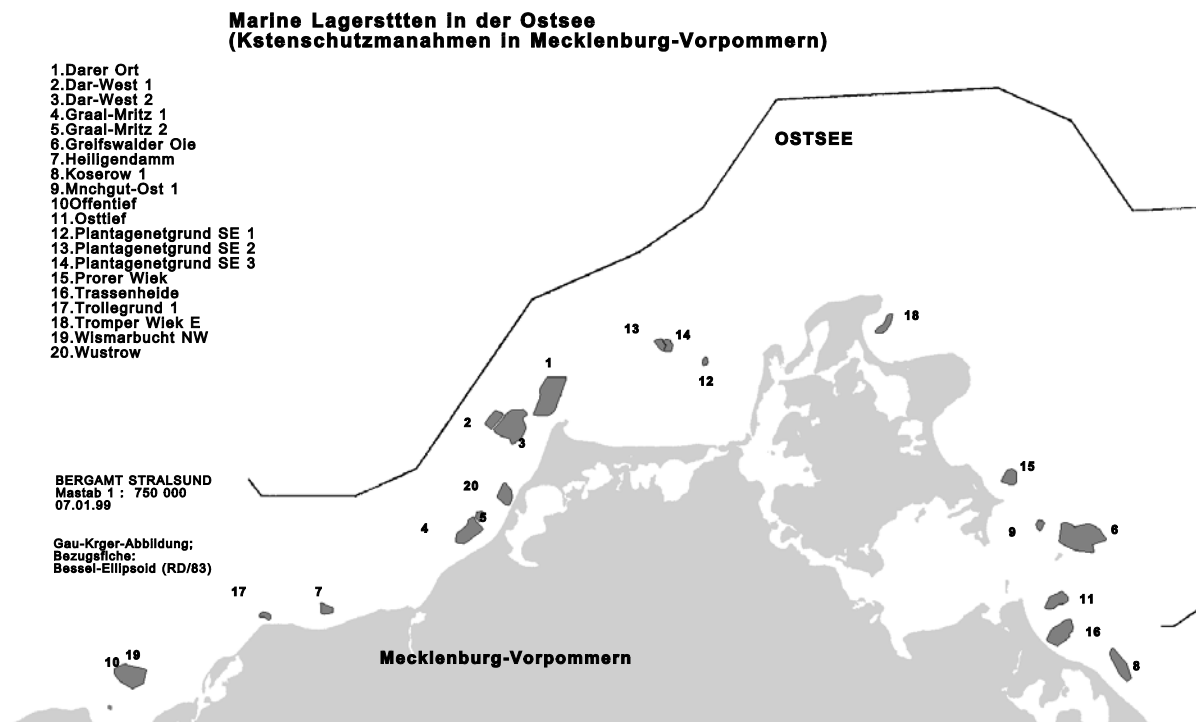 Marine Lagersttten in der Ostsee
(Kstenschutzmanahmen in Mecklenburg-Vorpommern)
1.Darer Ort
2.Dar-West 1
3.Dar-West 2
4.Graal-Mritz 1
5.Graal-Mritz 2
6.Greifswalder Oie
7.Heiligendamm
8.Koserow 1
9.Mnchgut-Ost 1
10Offentief
11.Osttief
12.Plantagenetgrund SE 1
13.Plantagenetgrund SE 2
14.Plantagenetgrund SE 3
15.Prorer Wiek
16.Trassenheide
17.Trollegrund 1
18.Tromper Wiek E
19.Wismarbucht NW
20.Wustrow
OSTSEE
18
13
14
12
1
2
3
15
20
5
4
9
6
BERGAMT STRALSUND
Mastab 1 : 750 000
07.01.99
Gau-Krger-Abbildung;
Bezugsflche:
Bessel-Ellipsoid (RD/83)
17
7
11
16
8
10
19
Mecklenburg-Vorpommern